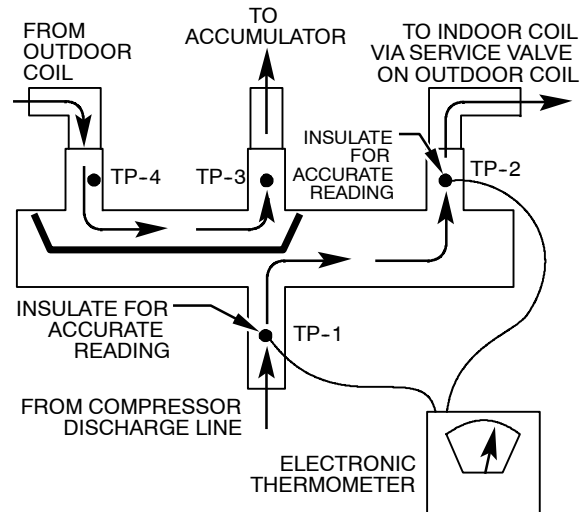 FROM
OUTDOOR
COIL
TO
ACCUMULATOR
TO INDOOR COIL
VIA SERVICE VALVE
ON OUTDOOR COIL
INSULATE
FOR
ACCURATE
READING
TP-4
TP-3
TP-2
INSULATE FOR
ACCURATE
READING
TP-1
FROM COMPRESSOR
DISCHARGE LINE
ELECTRONIC
THERMOMETER